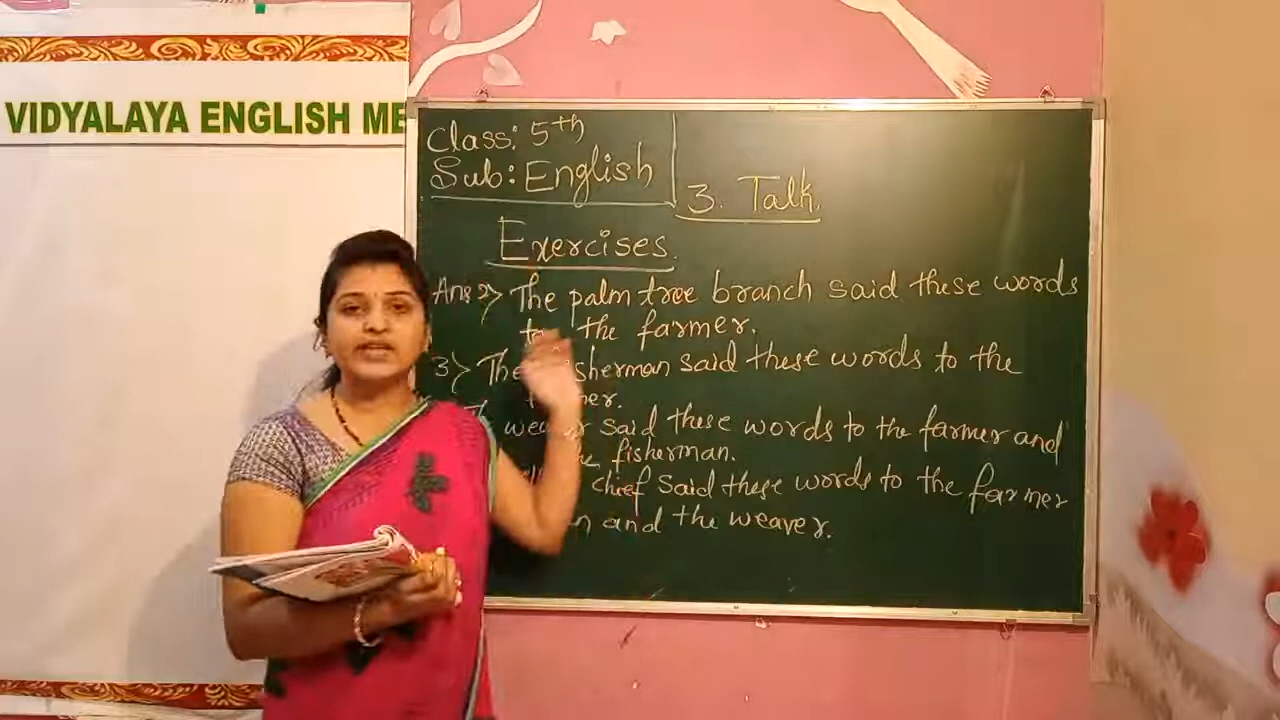 VIDYALAYA ENGLISH ME
Class: 5th
Sub: English
3. Talk.
Exercises.
Ans 2> The palm tree branch said these words
the farmer.
3> The fisherman said these words to the
said these words to the farmer and
fisherman.
chief said these words to the farmer
and the weaver.